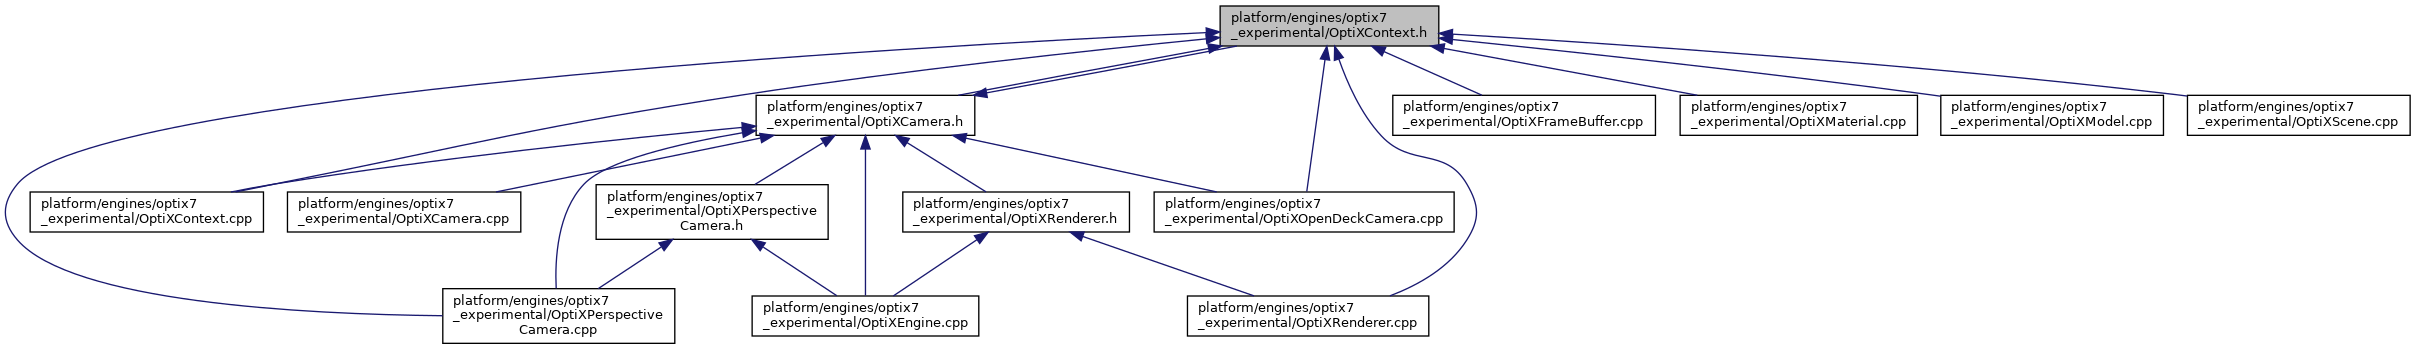 platform/engines/optix7
_experimental/OptiXContext.h
platform/engines/optix7
_experimental/OptiXCamera.h
platform/engines/optix7
_experimental/OptiXFrameBuffer.cpp
platform/engines/optix7
_experimental/OptiXMaterial.cpp
platform/engines/optix7
_experimental/OptiXModel.cpp
platform/engines/optix7
_experimental/OptiXScene.cpp
platform/engines/optix7
_experimental/OptiXContext.cpp
platform/engines/optix7
_experimental/OptiXCamera.cpp
platform/engines/optix7
_experimental/OptiXPerspective
Camera.h
platform/engines/optix7
_experimental/OptiXRenderer.h
platform/engines/optix7
_experimental/OptiXOpenDeckCamera.cpp
platform/engines/optix7
_experimental/OptiXPerspective
Camera.cpp
platform/engines/optix7
_experimental/OptiXEngine.cpp
platform/engines/optix7
_experimental/OptiXRenderer.cpp